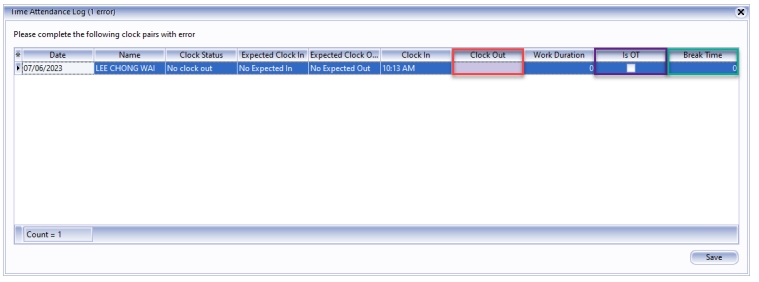 Time Attendance Log (1 error)
Please complete the following clock pairs with error
Date Name Clock Status Expected Clock In Expected Clock O... Clock In Clock Out Work Duration Is OT Break Time
07/06/2023 LEE CHONG WAI No clock out No Expected In No Expected Out 10:13 AM 0 0
Count = 1
Save